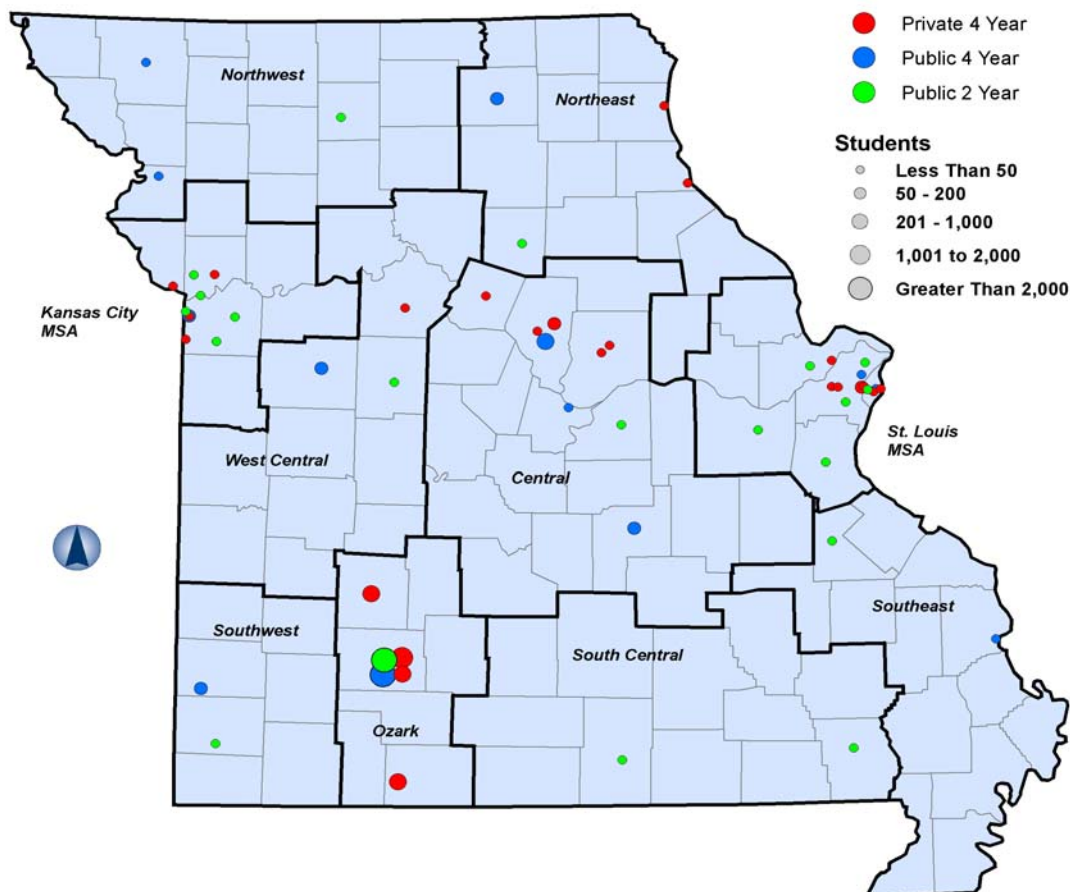 Private 4 Year
Public 4 Year
Public 2 Year
Students
Less Than 50
50 - 200
201 - 1,000
1,001 to 2,000
Greater Than 2,000
Northwest
Northeast
Kansas City
MSA
St. Louis
MSA
West Central
Central
Southwest
Southeast
South Central
Ozark